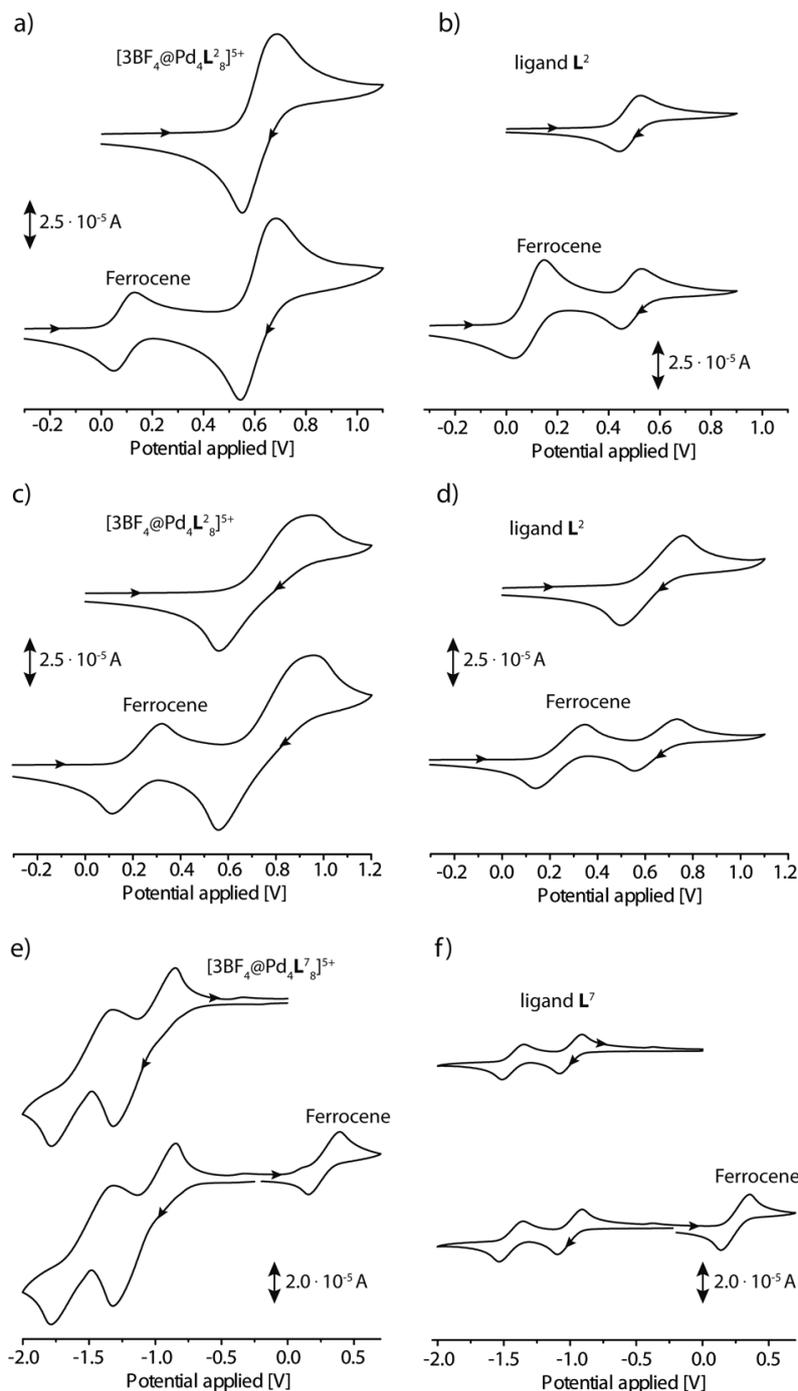 a)
[3BF₄@Pd₄L²₈]⁵⁺
2.5 · 10⁻⁵ A
Ferrocene
-0.2 0.0 0.2 0.4 0.6 0.8 1.0
Potential applied [V]
b)
ligand L²
Ferrocene
2.5 · 10⁻⁵ A
-0.2 0.0 0.2 0.4 0.6 0.8 1.0
Potential applied [V]
c)
[3BF₄@Pd₄L²₈]⁵⁺
2.5 · 10⁻⁵ A
Ferrocene
-0.2 0.0 0.2 0.4 0.6 0.8 1.0 1.2
Potential applied [V]
d)
ligand L²
2.5 · 10⁻⁵ A
Ferrocene
-0.2 0.0 0.2 0.4 0.6 0.8 1.0 1.2
Potential applied [V]
e)
[3BF₄@Pd₄L⁷₈]⁵⁺
Ferrocene
2.0 · 10⁻⁵ A
-2.0 -1.5 -1.0 -0.5 0.0 0.5
Potential applied [V]
f)
ligand L⁷
Ferrocene
2.0 · 10⁻⁵ A
-2.0 -1.5 -1.0 -0.5 0.0 0.5
Potential applied [V]